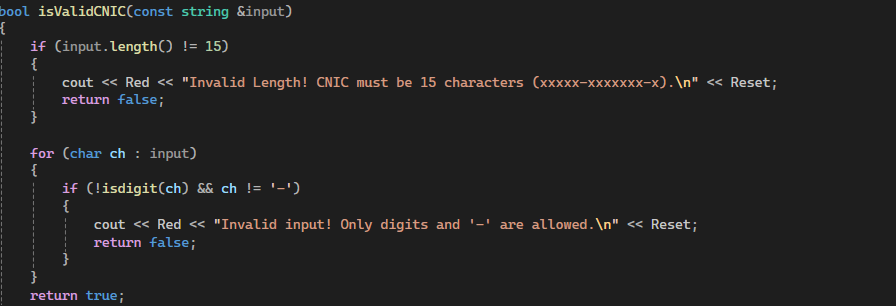 bool isValidCNIC(const string &input)
{
    if (input.length() != 15)
    {
        cout << Red << "Invalid Length! CNIC must be 15 characters (xxxxx-xxxxxxx-x).\n" << Reset;
        return false;
    }

    for (char ch : input)
    {
        if (!isdigit(ch) && ch != '-')
        {
            cout << Red << "Invalid input! Only digits and '-' are allowed.\n" << Reset;
            return false;
        }
    }
    return true;